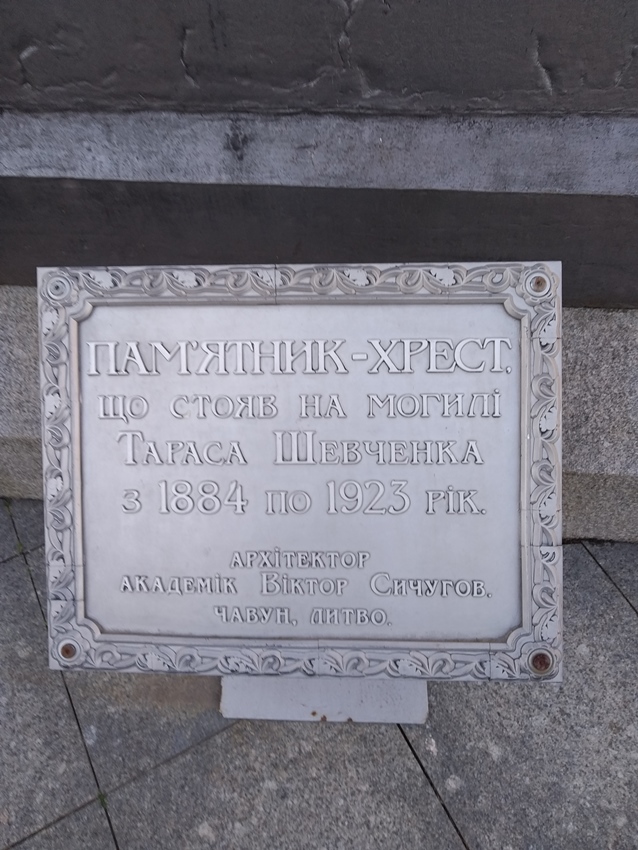 ПАМ'ЯТНИК-ХРЕСТ,
ЩО СТОЯВ НА МОГИЛІ
ТАРАСА ШЕВЧЕНКА
З 1884 ПО 1923 РІК.
АРХІТЕКТОР
АКАДЕМІК ВІКТОР СИЧУГОВ.
ЧАВУН, ЛИТВО.